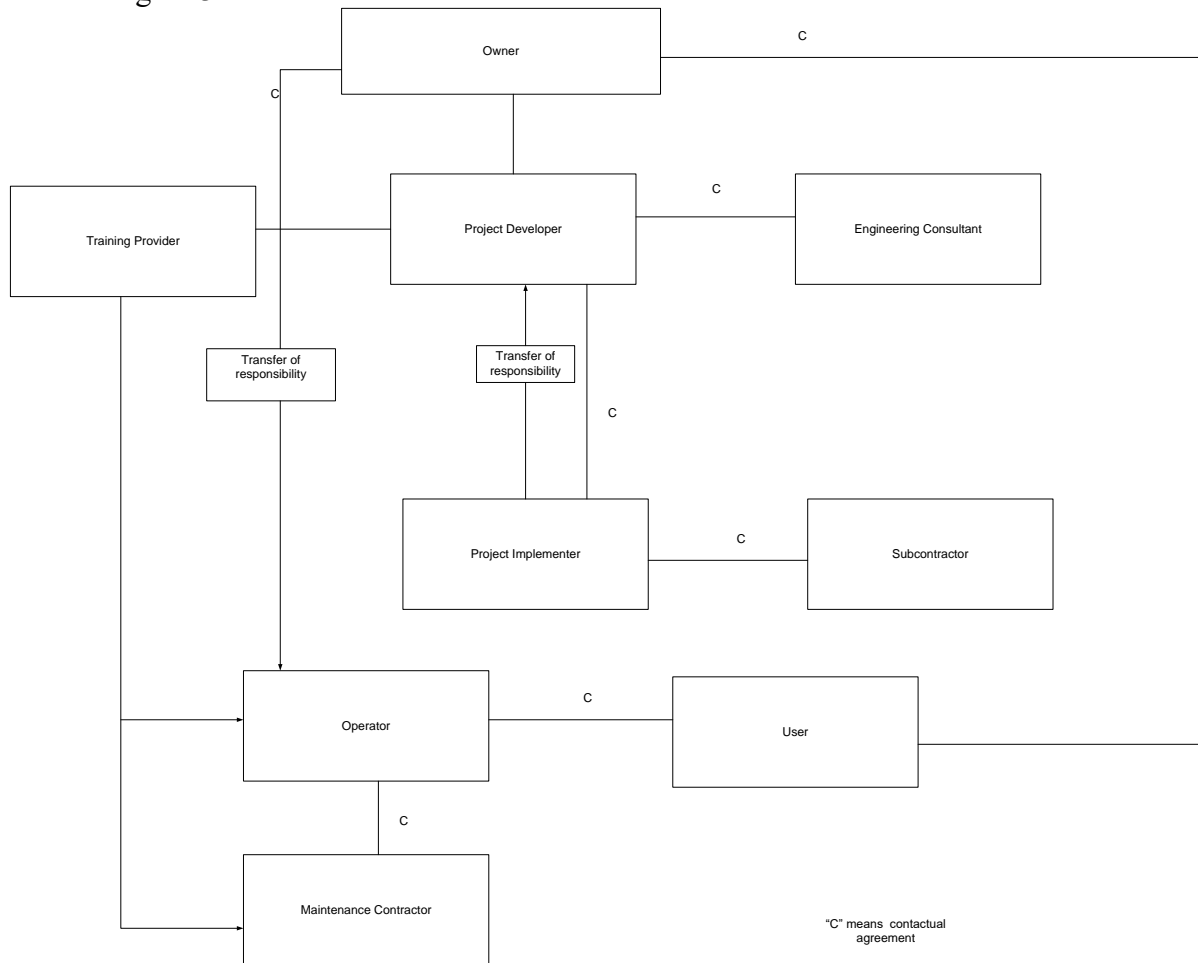 C
Owner
C
Project Developer
C
Engineering Consultant
Training Provider
Transfer of
responsibility
Transfer of
responsibility
C
Project Implementer
C
Subcontractor
Operator
C
User
C
Maintenance Contractor
“C” means contactual
agreement